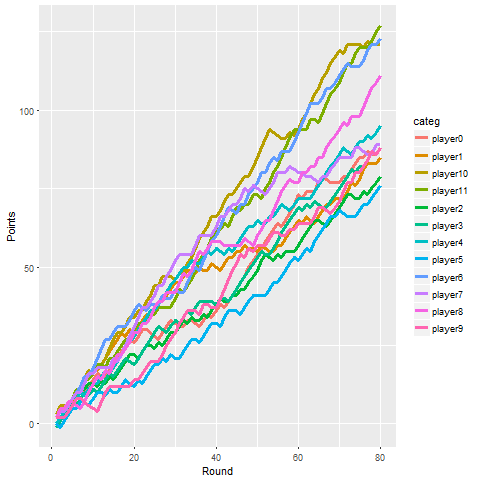 100
50
0
Points
0
20
40
60
80
Round
categ
player0
player1
player10
player11
player2
player3
player4
player5
player6
player7
player8
player9